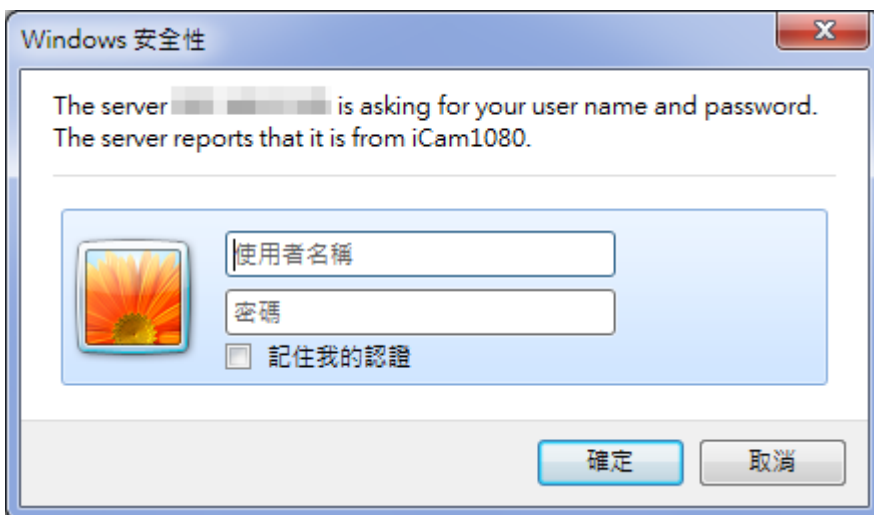 Windows 安全性
The server is asking for your user name and password.
The server reports that it is from iCam1080.
使用者名稱
密碼
記住我的認證
確定
取消